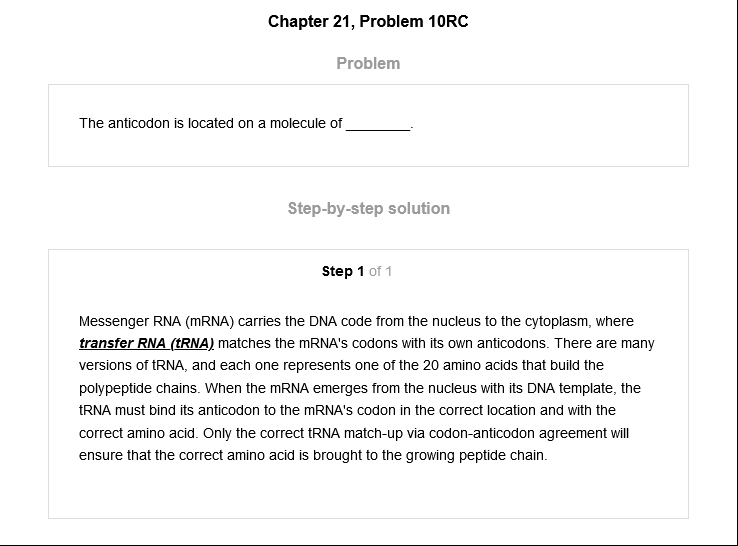 Chapter 21, Problem 10RC
Problem
The anticodon is located on a molecule of ________.
Step-by-step solution
Step 1 of 1
Messenger RNA (mRNA) carries the DNA code from the nucleus to the cytoplasm, where
transfer RNA (tRNA) matches the mRNA's codons with its own anticodons. There are many
versions of tRNA, and each one represents one of the 20 amino acids that build the
polypeptide chains. When the mRNA emerges from the nucleus with its DNA template, the
tRNA must bind its anticodon to the mRNA's codon in the correct location and with the
correct amino acid. Only the correct tRNA match-up via codon-anticodon agreement will
ensure that the correct amino acid is brought to the growing peptide chain.